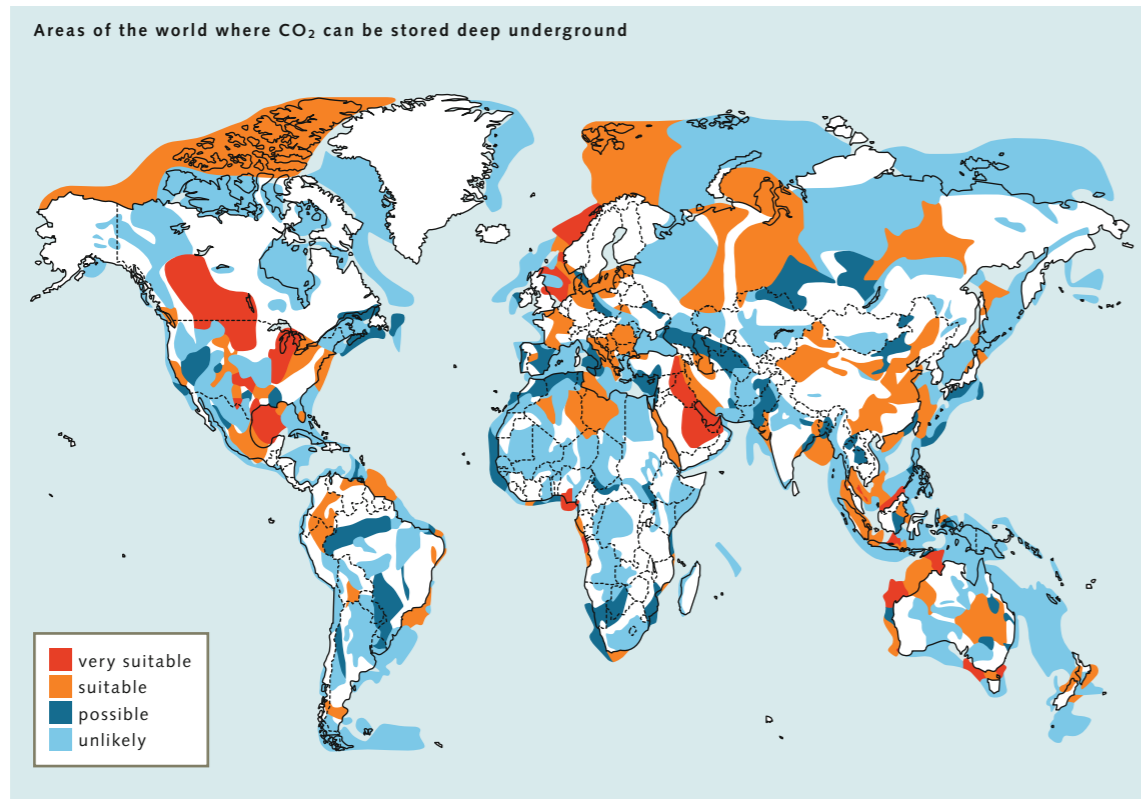 Areas of the world where CO₂ can be stored deep underground
very suitable
suitable
possible
unlikely